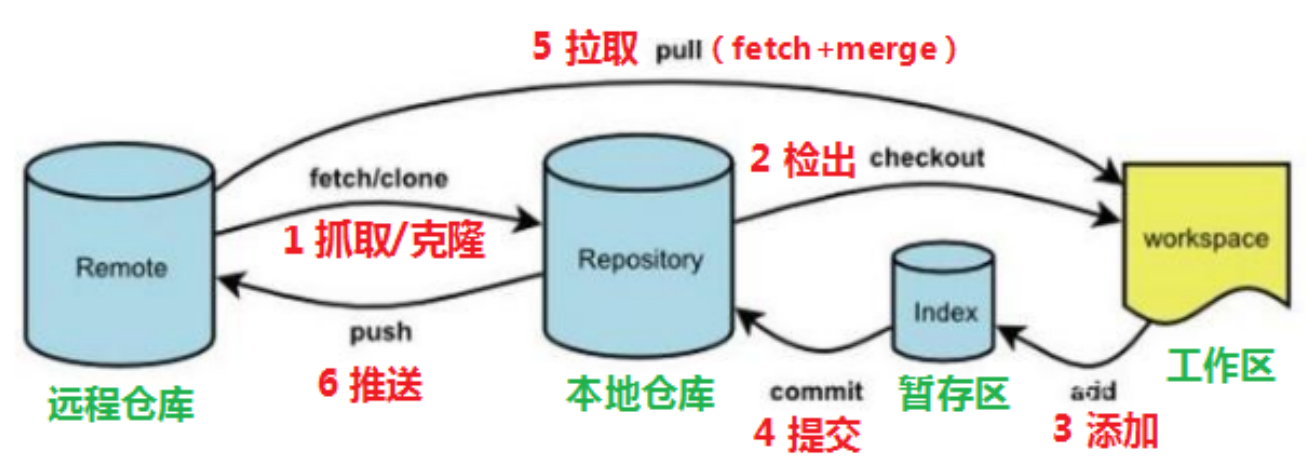 5 拉取 pull（fetch+merge）
fetch/clone
1 抓取/克隆
2 检出 checkout
Remote
Repository
Index
workspace
push
6 推送
远程仓库
本地仓库
commit
4 提交
暂存区
add
3 添加
工作区